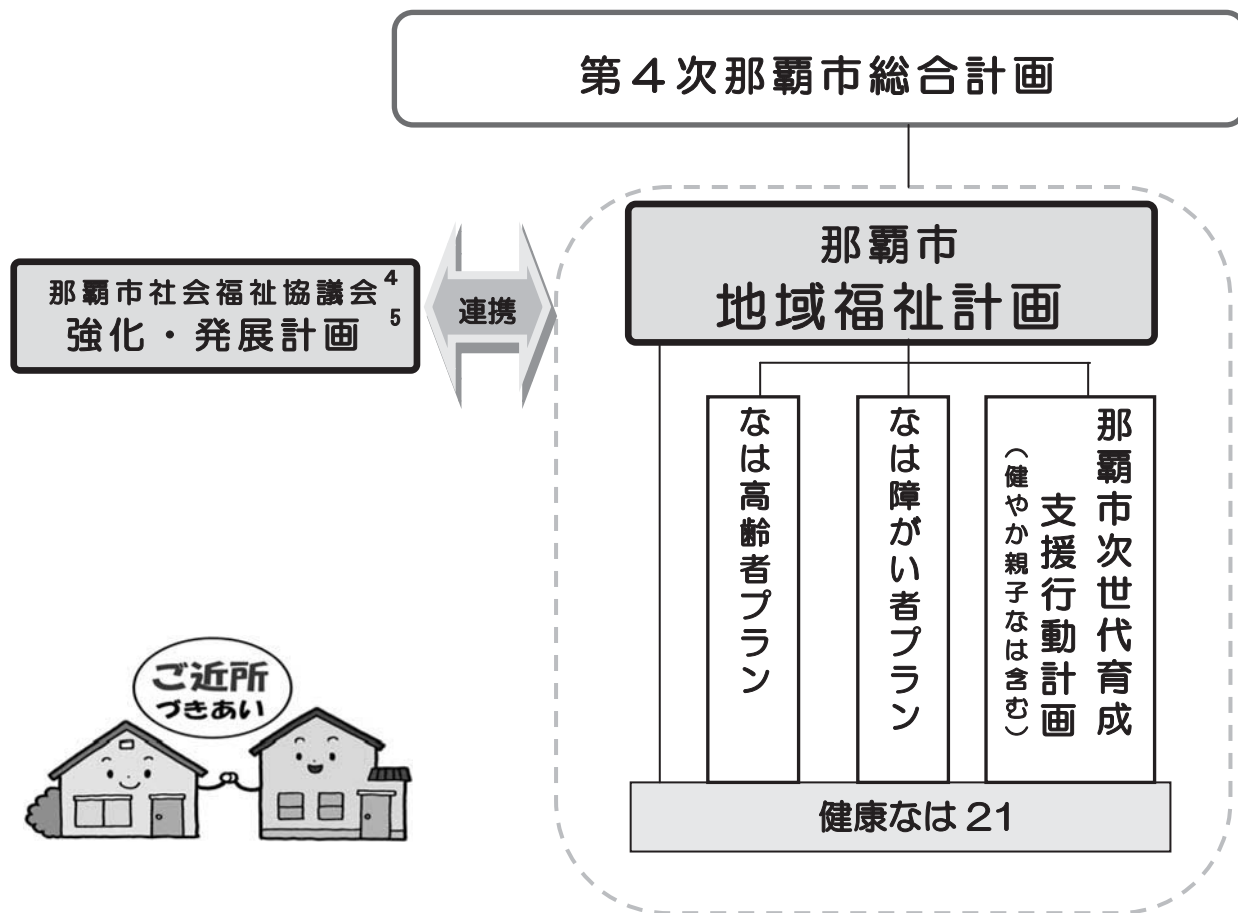 第4次那覇市総合計画
那覇市
地域福祉計画
那覇市社会福祉協議会4
強化・発展計画5
連携
なは高齢者プラン
なは障がい者プラン
那覇市次世代育成
支援行動計画
（健やか親子なは含む）
健康なは21
ご近所
づきあい